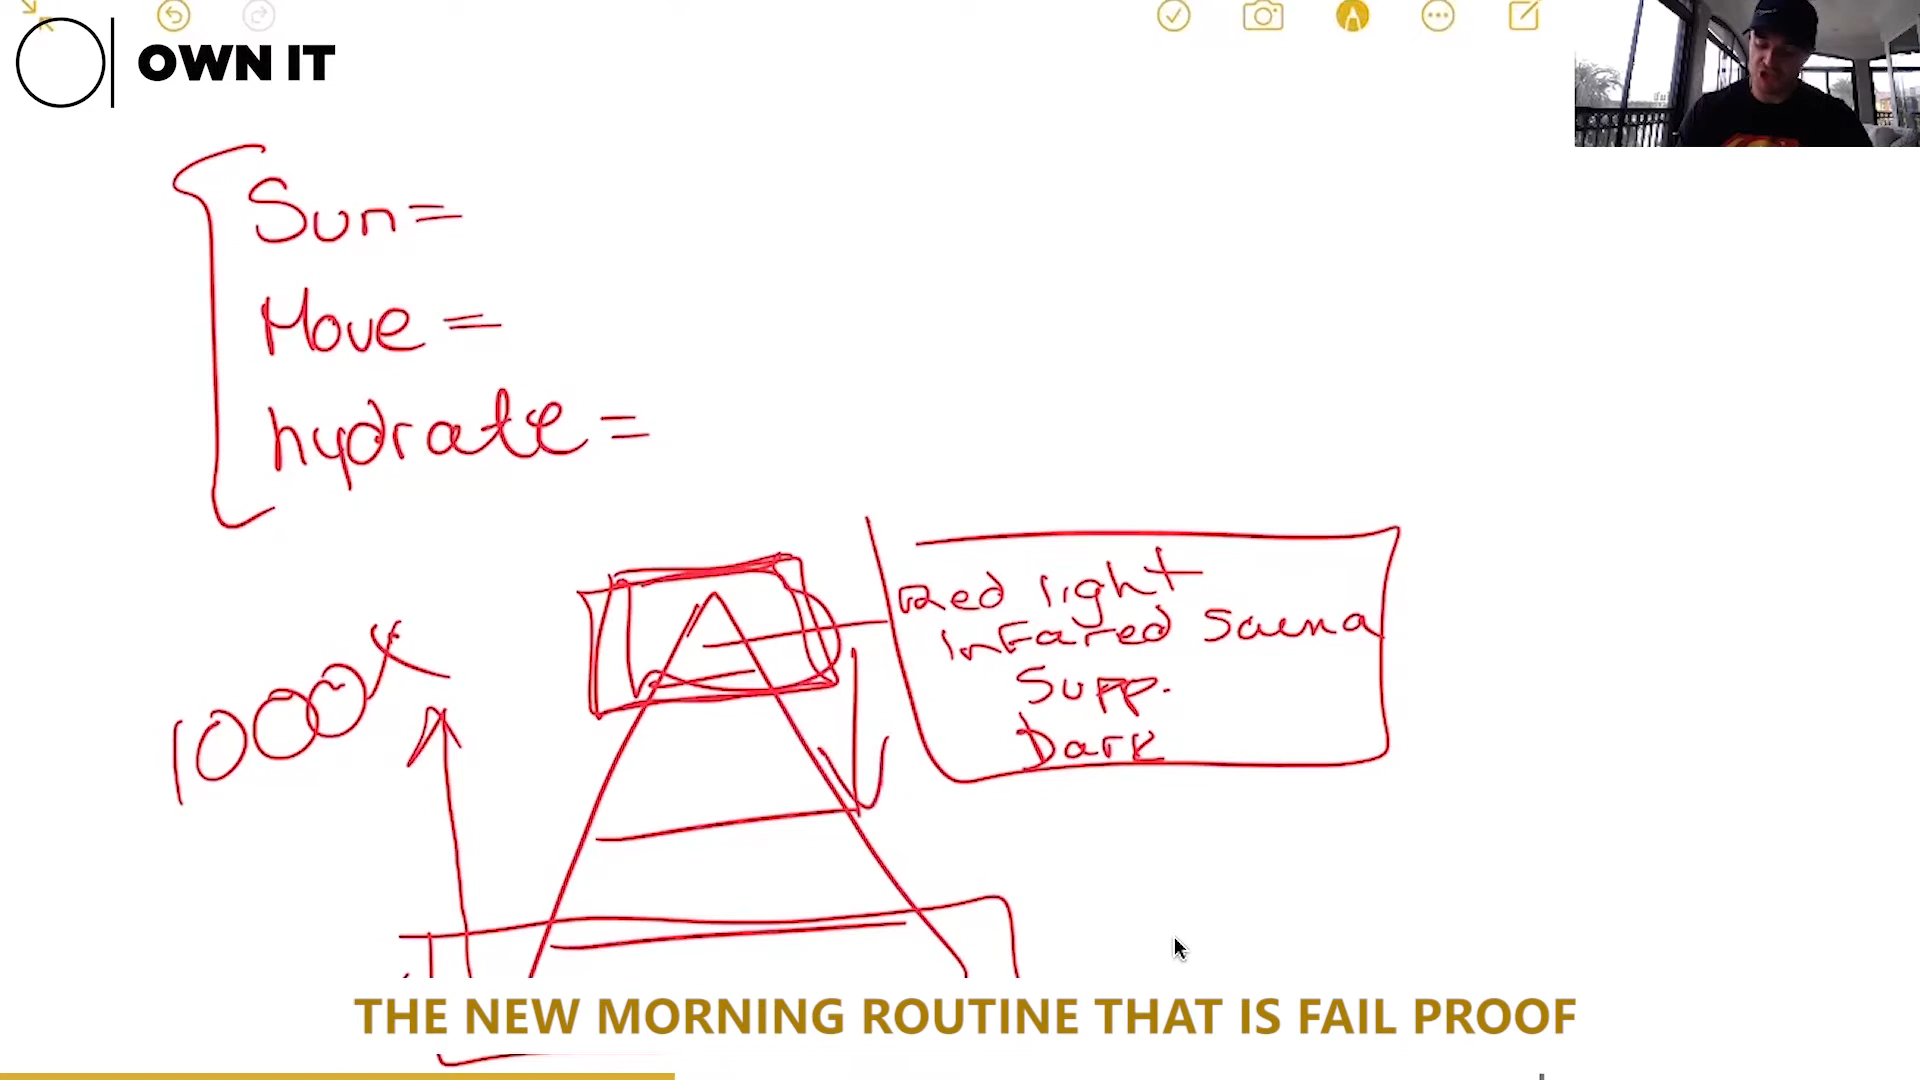 OWN IT
Sun=
Move =
hydrate =
Red light
Infared Sauna
Supp.
Dark
1000x
THE NEW MORNING ROUTINE THAT IS FAIL PROOF